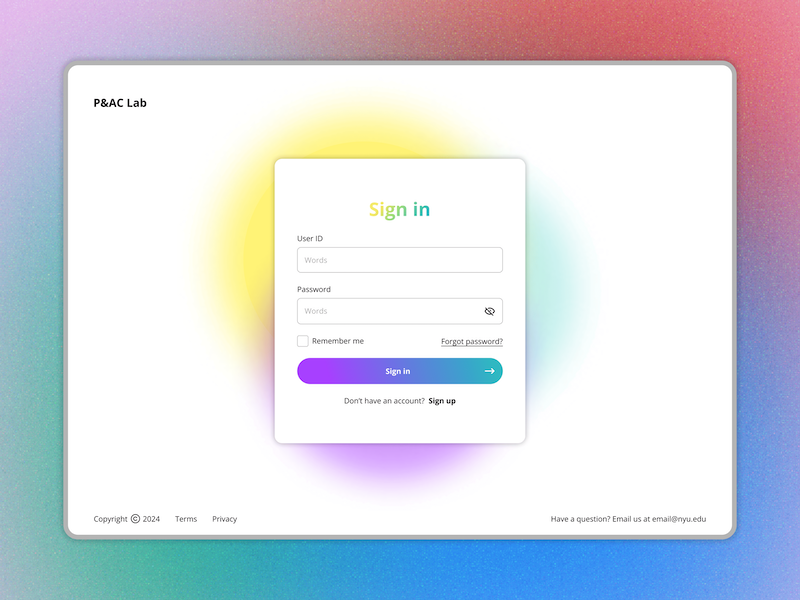 P&AC Lab
Sign in
User ID
Words
Password
Words
Remember me Forgot password?
Sign in
Don't have an account? Sign up
Copyright © 2024 Terms Privacy Have a question? Email us at email@nyu.edu